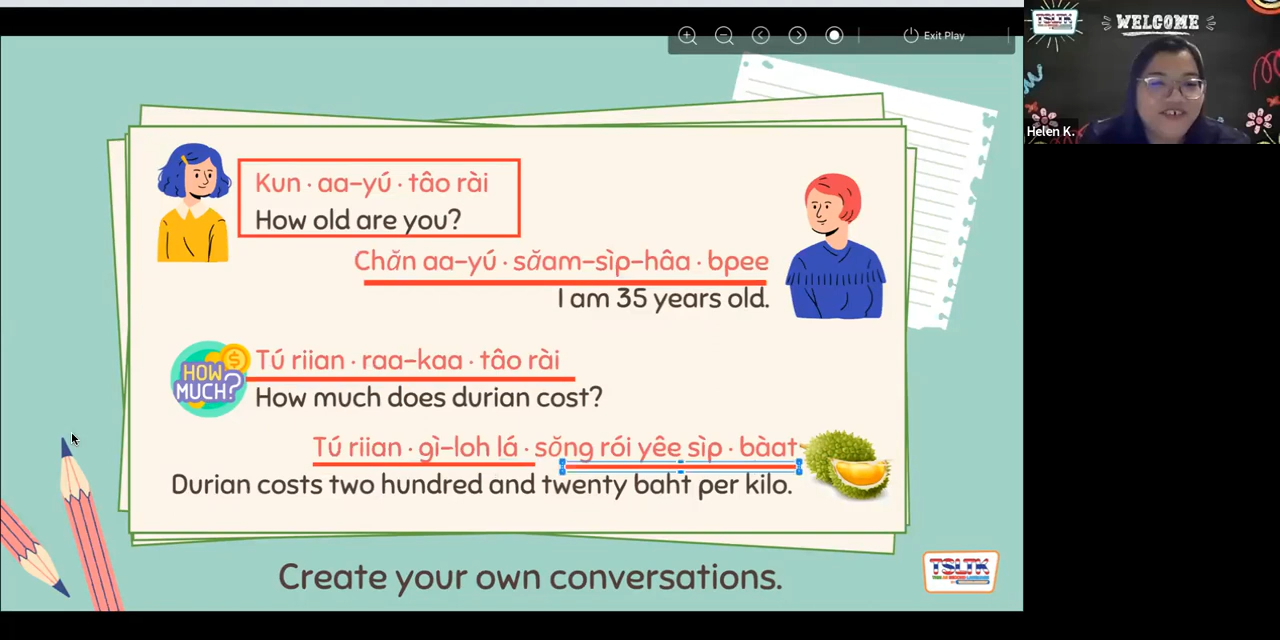 Exit Play
TSLTK
WELCOME
Helen K.
Kun · aa-yú · tâo rài
How old are you?
Chăn aa-yú · săam-sìp-hâa · bpee
I am 35 years old.
HOW
MUCH?
Tú riian · raa-kaa · tâo rài
How much does durian cost?
Tú riian · gì-loh lá · sŏng rói yêe sìp · bàat
Durian costs two hundred and twenty baht per kilo.
Create your own conversations.
TSLTK